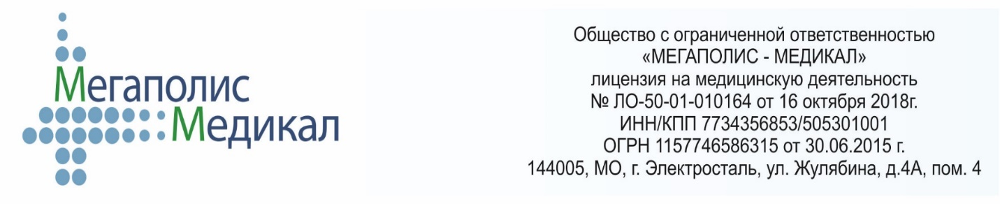 Мегаполис
Медикал
Общество с ограниченной ответственностью
«МЕГАПОЛИС - МЕДИКАЛ»
лицензия на медицинскую деятельность
№ ЛО-50-01-010164 от 16 октября 2018г.
ИНН/КПП 7734356853/505301001
ОГРН 1157746586315 от 30.06.2015 г.
144005, МО, г. Электросталь, ул. Жулябина, д.4А, пом. 4